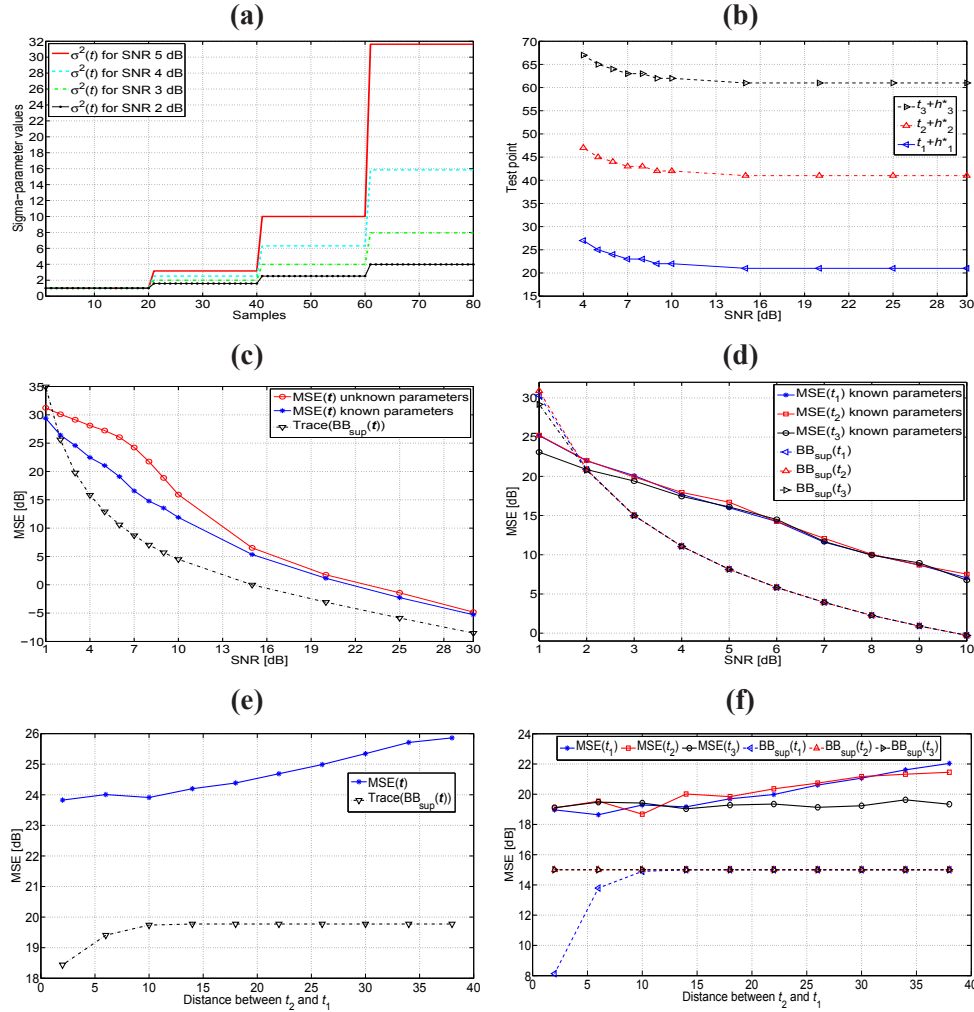 (a)
32
30
28
26
24
22
20
18
16
14
12
10
8
6
4
2
0
σ²(t) for SNR 5 dB
σ²(t) for SNR 4 dB
σ²(t) for SNR 3 dB
σ²(t) for SNR 2 dB
Sigma-parameter values
10 20 30 40 50 60 70 80
Samples
(b)
70
65
60
55
50
45
40
35
30
25
20
15
t₃+h*₃
t₂+h*₂
t₁+h*₁
Test point
1 4 7 10 13 16 19 22 25 30
SNR [dB]
(c)
35
30
25
20
15
10
5
0
−5
−10
MSE(t) unknown parameters
MSE(t) known parameters
Trace(BB_sup(t))
MSE [dB]
1 4 7 10 13 16 19 22 25 28 30
SNR [dB]
(d)
30
25
20
15
10
5
0
MSE(t₁) known parameters
MSE(t₂) known parameters
MSE(t₃) known parameters
BB_sup(t₁)
BB_sup(t₂)
BB_sup(t₃)
MSE [dB]
1 2 3 4 5 6 7 8 9 10
SNR [dB]
(e)
26
25
24
23
22
21
20
19
18
MSE(t)
Trace(BB_sup(t))
MSE [dB]
0 5 10 15 20 25 30 35 40
Distance between t₂ and t₁
(f)
24
22
20
18
16
14
12
10
8
MSE(t₁) MSE(t₂) MSE(t₃) BB_sup(t₁) BB_sup(t₂) BB_sup(t₃)
MSE [dB]
0 5 10 15 20 25 30 35 40
Distance between t₂ and t₁